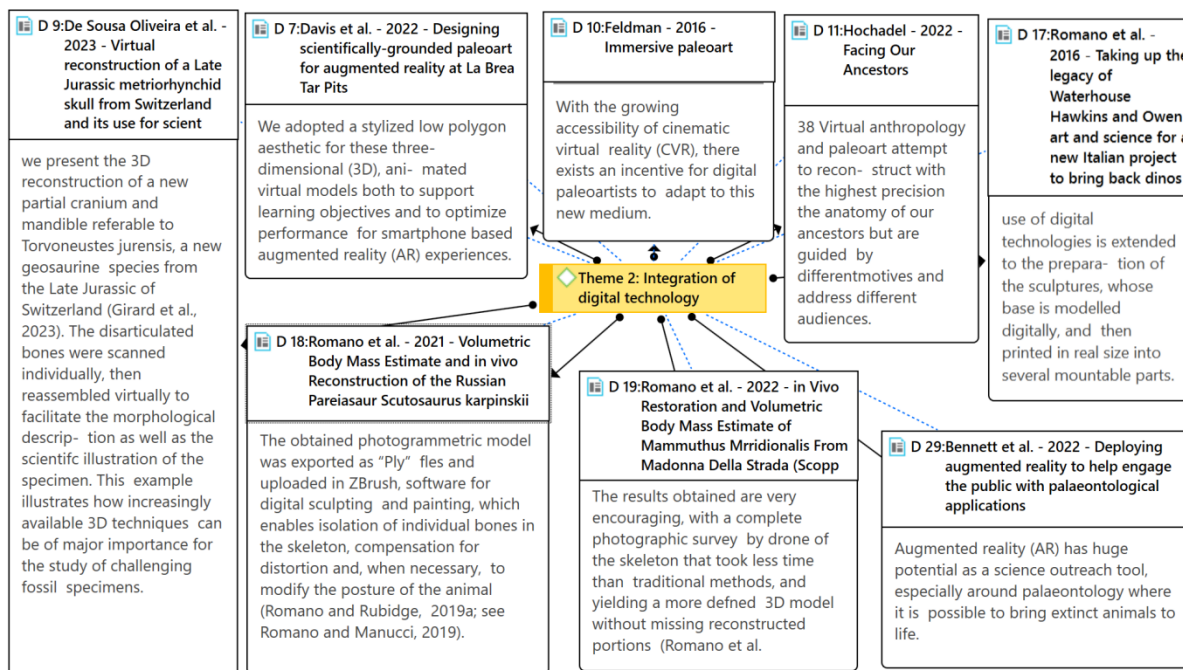 D 9:De Sousa Oliveira et al. -
2023 - Virtual
reconstruction of a Late
Jurassic metriorhynchid
skull from Switzerland
and its use for scient
we present the 3D
reconstruction of a new
partial cranium and
mandible referable to
Torvoneustes jurensis, a new
geosaurine species from
the Late Jurassic of
Switzerland (Girard et al.,
2023). The disarticulated
bones were scanned
individually, then
reassembled virtually to
facilitate the morphological
descrip- tion as well as the
scientifc illustration of the
specimen. This example
illustrates how increasingly
available 3D techniques can
be of major importance for
the study of challenging
fossil specimens.
D 7:Davis et al. - 2022 - Designing
scientifically-grounded paleoart
for augmented reality at La Brea
Tar Pits
We adopted a stylized low polygon
aesthetic for these three-
dimensional (3D), ani- mated
virtual models both to support
learning objectives and to optimize
performance for smartphone based
augmented reality (AR) experiences.
D 10:Feldman - 2016 -
Immersive paleoart
With the growing
accessibility of cinematic
virtual reality (CVR), there
exists an incentive for digital
paleoartists to adapt to this
new medium.
D 11:Hochadel - 2022 -
Facing Our
Ancestors
38 Virtual anthropology
and paleoart attempt
to recon- struct with
the highest precision
the anatomy of our
ancestors but are
guided by
differentmotives and
address different
audiences.
D 17:Romano et al. -
2016 - Taking up the
legacy of
Waterhouse
Hawkins and Owen
art and science for a
new Italian project
to bring back dinos
use of digital
technologies is extended
to the prepara- tion of
the sculptures, whose
base is modelled
digitally, and then
printed in real size into
several mountable parts.
Theme 2: Integration of
digital technology
D 18:Romano et al. - 2021 - Volumetric
Body Mass Estimate and in vivo
Reconstruction of the Russian
Pareiasaur Scutosaurus karpinskii
The obtained photogrammetric model
was exported as “Ply” fles and
uploaded in ZBrush, software for
digital sculpting and painting, which
enables isolation of individual bones in
the skeleton, compensation for
distortion and, when necessary, to
modify the posture of the animal
(Romano and Rubidge, 2019a; see
Romano and Manucci, 2019).
D 19:Romano et al. - 2022 - in Vivo
Restoration and Volumetric
Body Mass Estimate of
Mammuthus Mrridionalis From
Madonna Della Strada (Scopp
The results obtained are very
encouraging, with a complete
photographic survey by drone of
the skeleton that took less time
than traditional methods, and
yielding a more defned 3D model
without missing reconstructed
portions (Romano et al.
D 29:Bennett et al. - 2022 - Deploying
augmented reality to help engage
the public with palaeontological
applications
Augmented reality (AR) has huge
potential as a science outreach tool,
especially around palaeontology where
it is possible to bring extinct animals to
life.